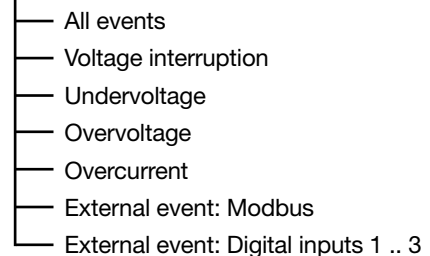 All events
Voltage interruption
Undervoltage
Overvoltage
Overcurrent
External event: Modbus
External event: Digital inputs 1 .. 3